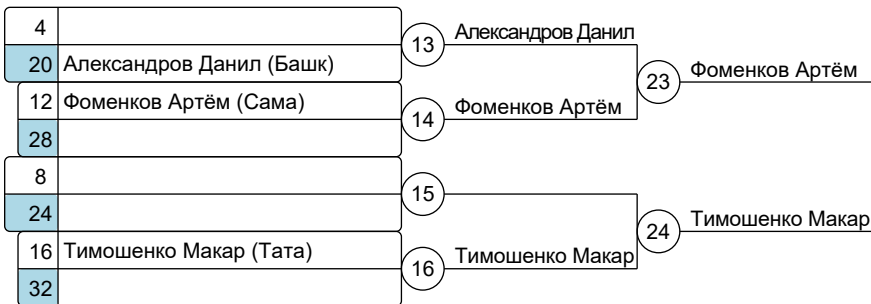 4
Александров Данил
13
20 Александров Данил (Башк)
Фоменков Артём
23
12 Фоменков Артём (Сама)
Фоменков Артём
14
28
8
15
24
Тимошенко Макар
24
16 Тимошенко Макар (Тата)
Тимошенко Макар
16
32